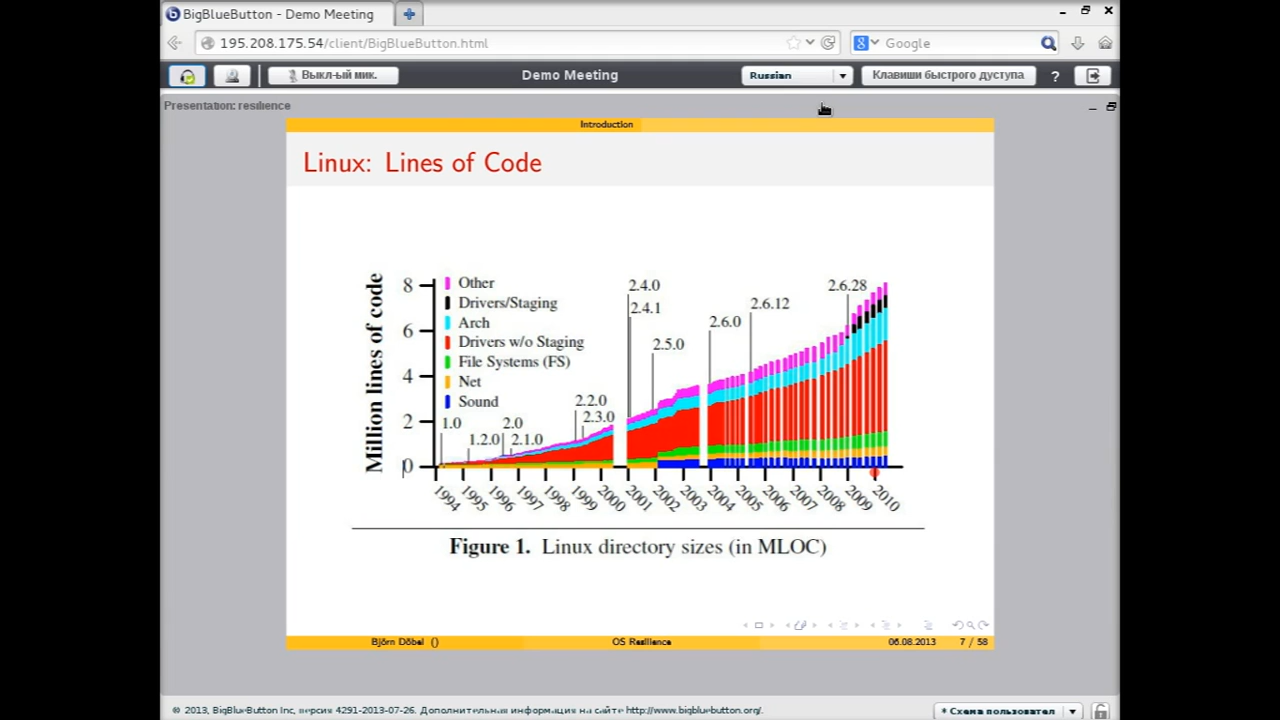 BigBlueButton - Demo Meeting
195.208.175.54/client/BigBlueButton.html
Google
Выкл-ый мик.
Demo Meeting
Russian
Клавиши быстрого доступа
?
Presentation: resilience
Introduction
Linux: Lines of Code
Million lines of code
8
6
4
2
0
Other
Drivers/Staging
Arch
Drivers w/o Staging
File Systems (FS)
Net
Sound
1.0
1.2.0
2.0
2.1.0
2.2.0
2.3.0
2.4.0
2.4.1
2.5.0
2.6.0
2.6.12
2.6.28
1994 1995 1996 1997 1998 1999 2000 2001 2002 2003 2004 2005 2006 2007 2008 2009 2010
Figure 1. Linux directory sizes (in MLOC)
Björn Döbel () OS Resilience 06.08.2013 7 / 58
© 2013, BigBlueButton Inc, версия 4291-2013-07-26. Дополнительная информация на сайте http://www.bigbluebutton.org/.
* Схема пользовател